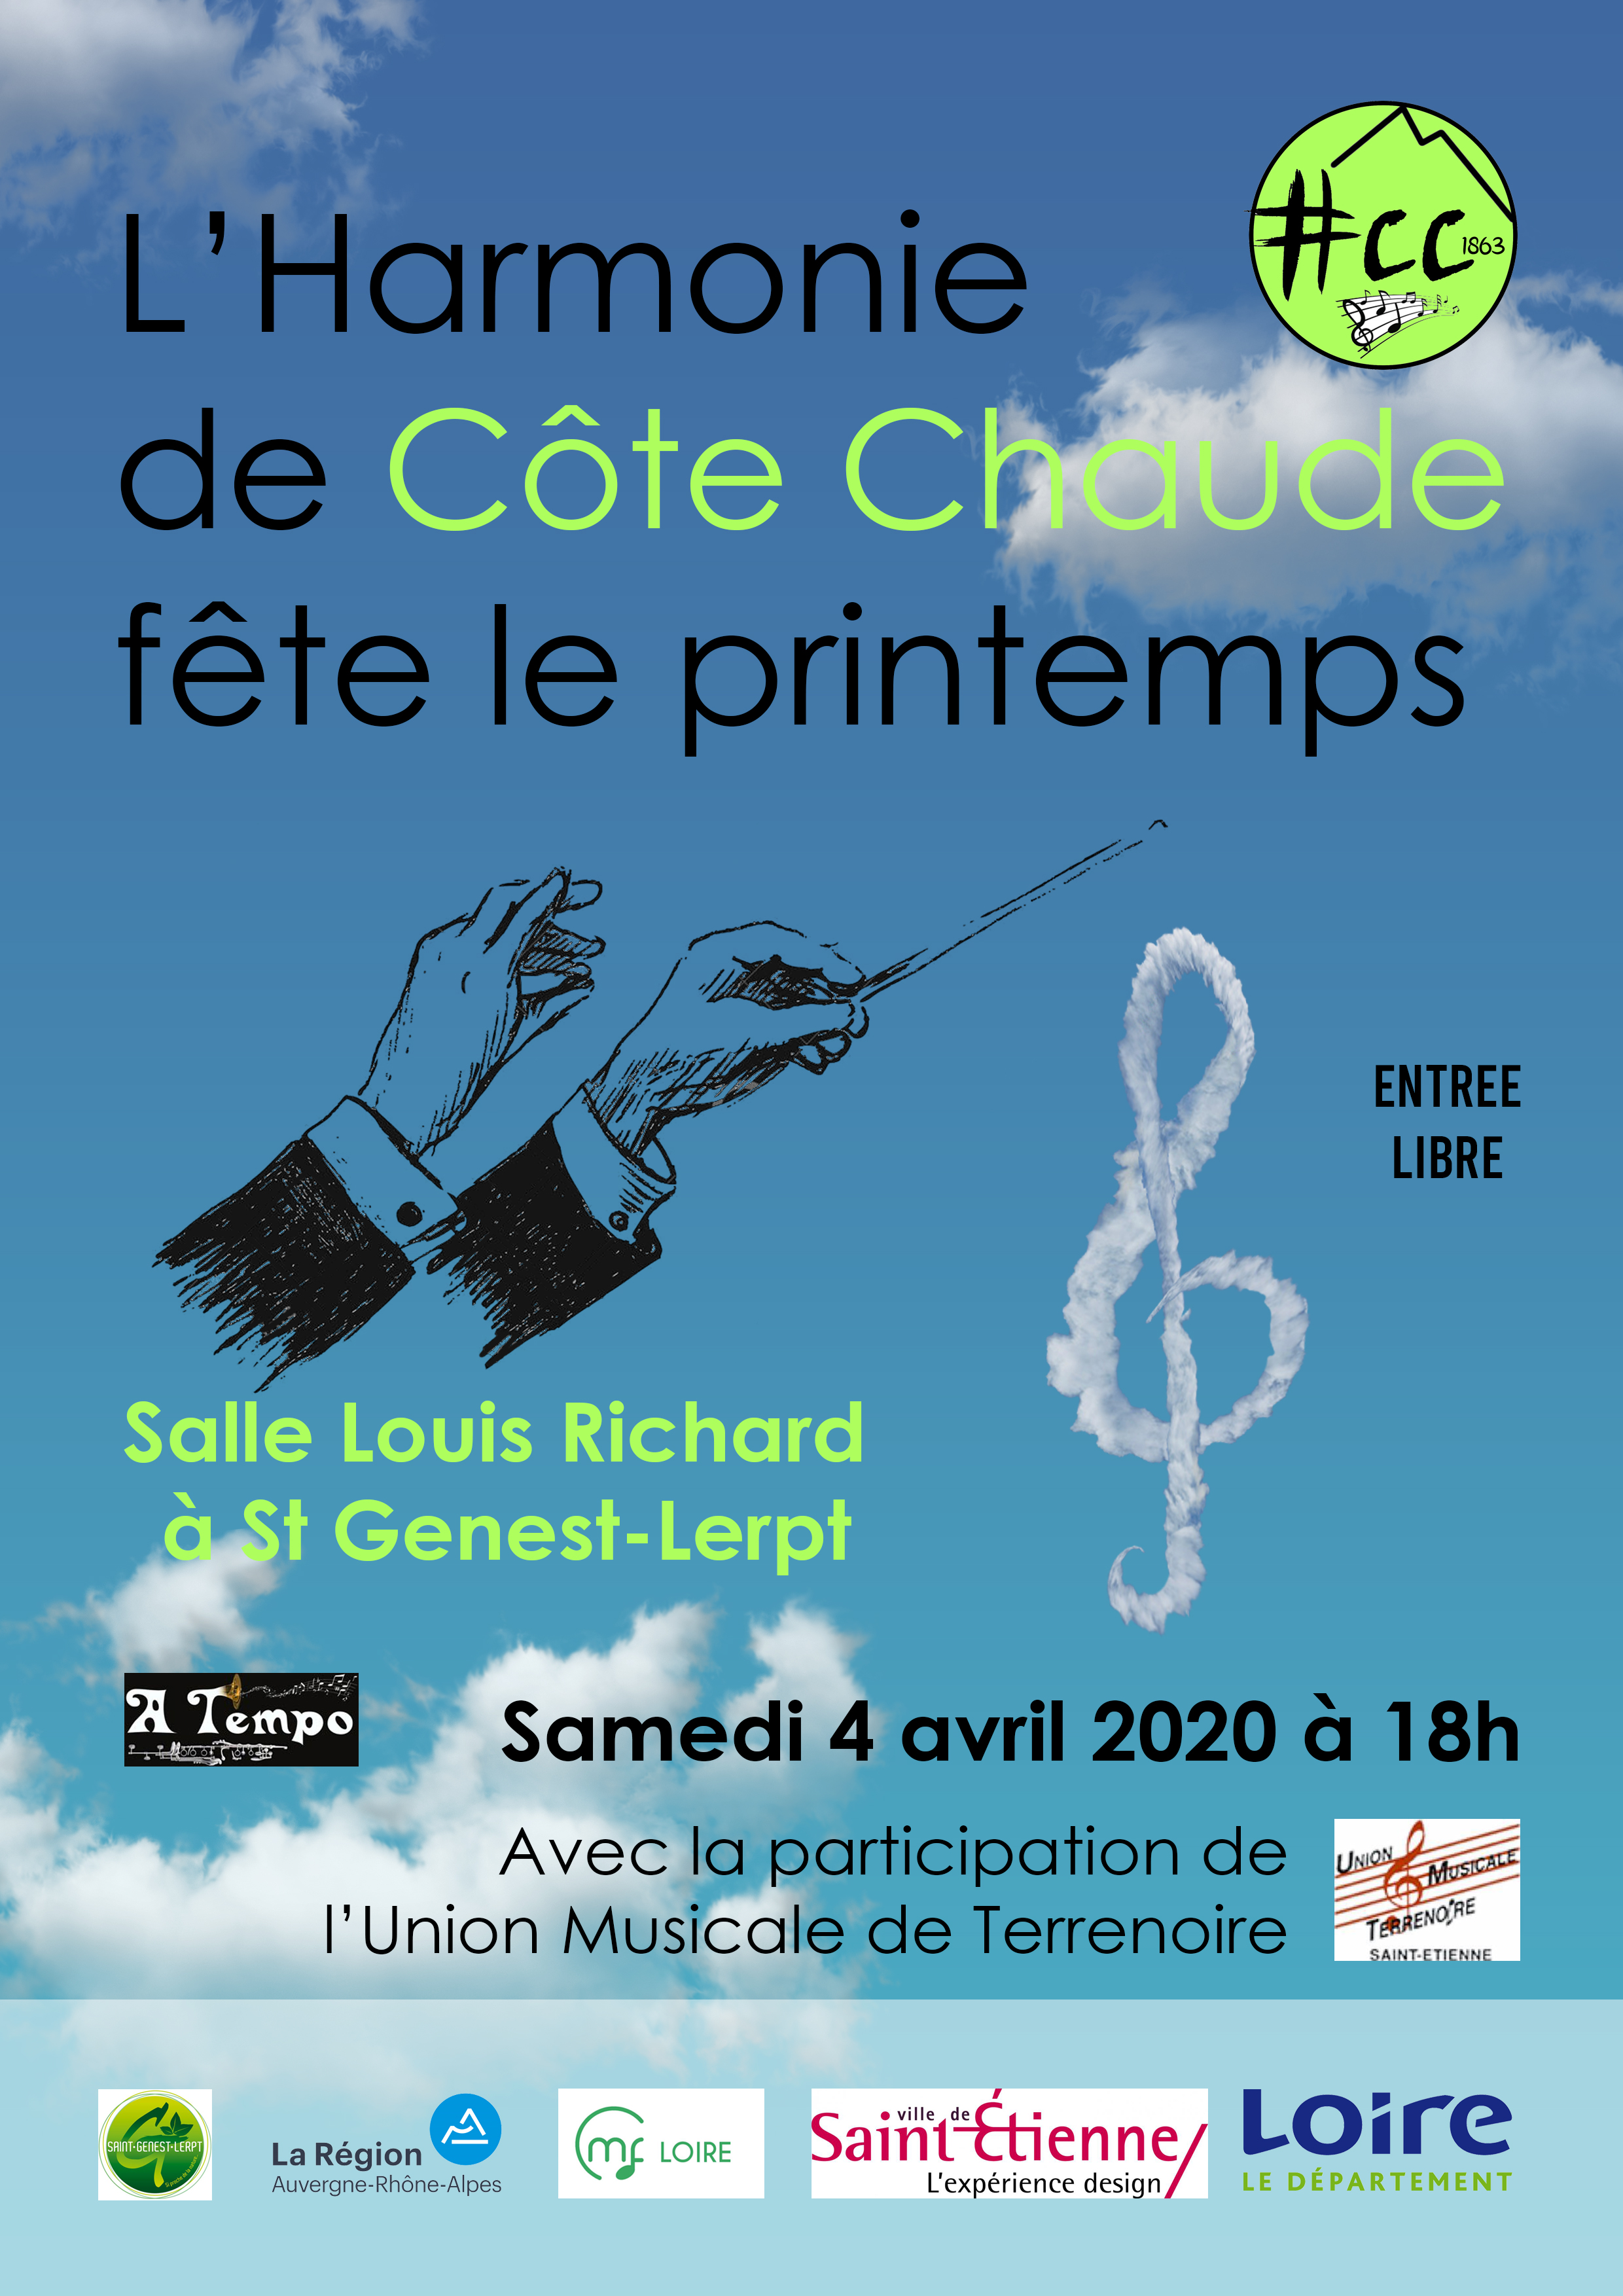 Hcc
1863
L’Harmonie
de Côte Chaude
fête le printemps
ENTREE
LIBRE
Salle Louis Richard
à St Genest-Lerpt
A Tempo
Samedi 4 avril 2020 à 18h
Avec la participation de
l’Union Musicale de Terrenoire
UNION MUSICALE
TERRENOIRE
SAINT-ETIENNE
SAINT·GENEST·LERPT
La Région
Auvergne-Rhône-Alpes
cmf LOIRE
ville de
Saint-Étienne
L'expérience design
Loire
LE DÉPARTEMENT